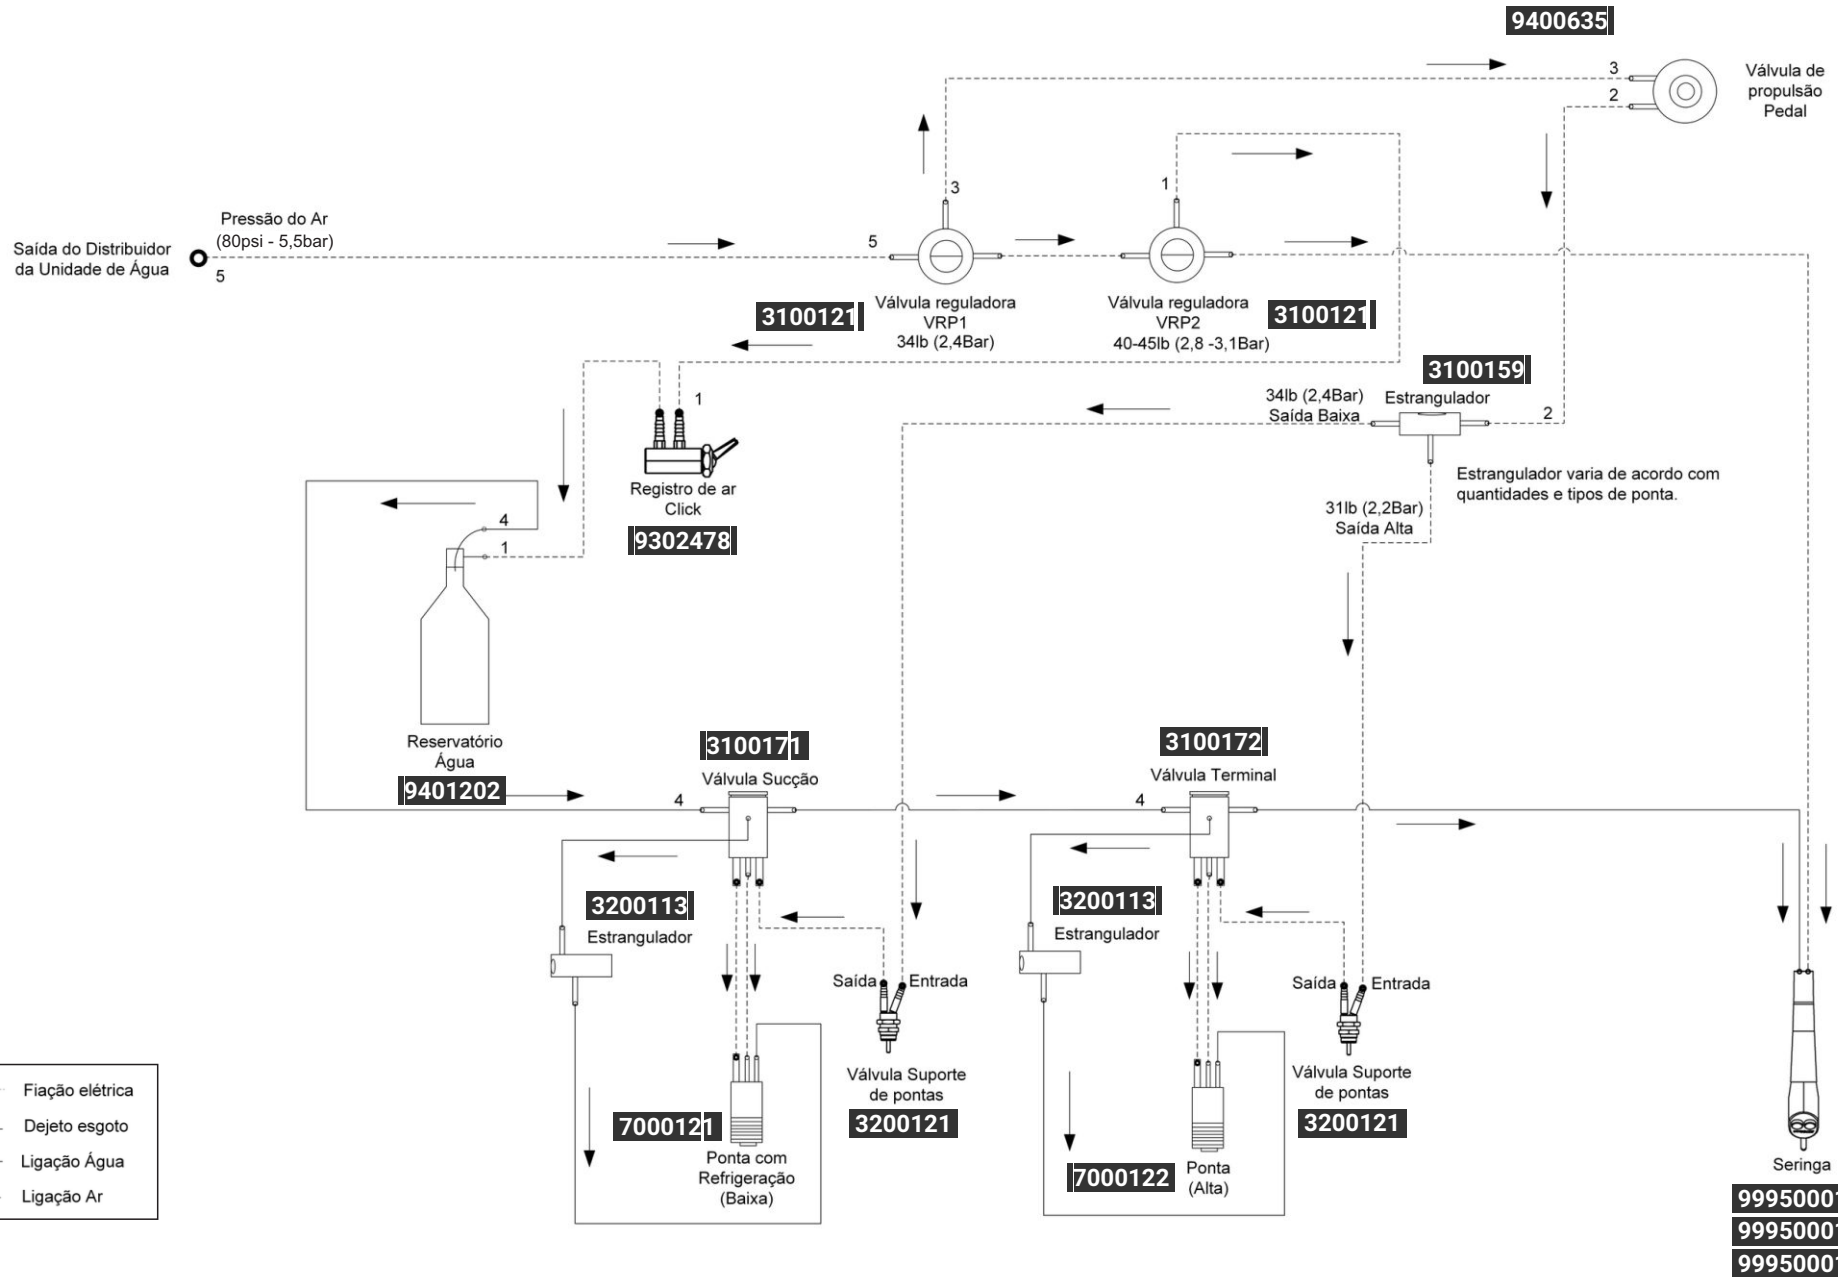 9400635
3
2
Válvula de
propulsão
Pedal
1
3
Pressão do Ar
(80psi - 5,5bar)
Saída do Distribuidor
da Unidade de Água
5
5
3100121
Válvula reguladora
VRP1
34lb (2,4Bar)
Válvula reguladora
VRP2
40-45lb (2,8 -3,1Bar)
3100121
3100159
34lb (2,4Bar)
Saída Baixa
Estrangulador
2
1
Registro de ar
Click
9302478
Estrangulador varia de acordo com
quantidades e tipos de ponta.
31lb (2,2Bar)
Saída Alta
4
1
Reservatório
Água
9401202
3100171
Válvula Sucção
4
3100172
Válvula Terminal
4
3200113
Estrangulador
3200113
Estrangulador
Saída
Entrada
Saída
Entrada
Válvula Suporte
de pontas
3200121
Válvula Suporte
de pontas
3200121
7000121
Ponta com
Refrigeração
(Baixa)
7000122
Ponta
(Alta)
Seringa
9995000
9995000
9995000
Fiação elétrica
Dejeto esgoto
Ligação Água
Ligação Ar